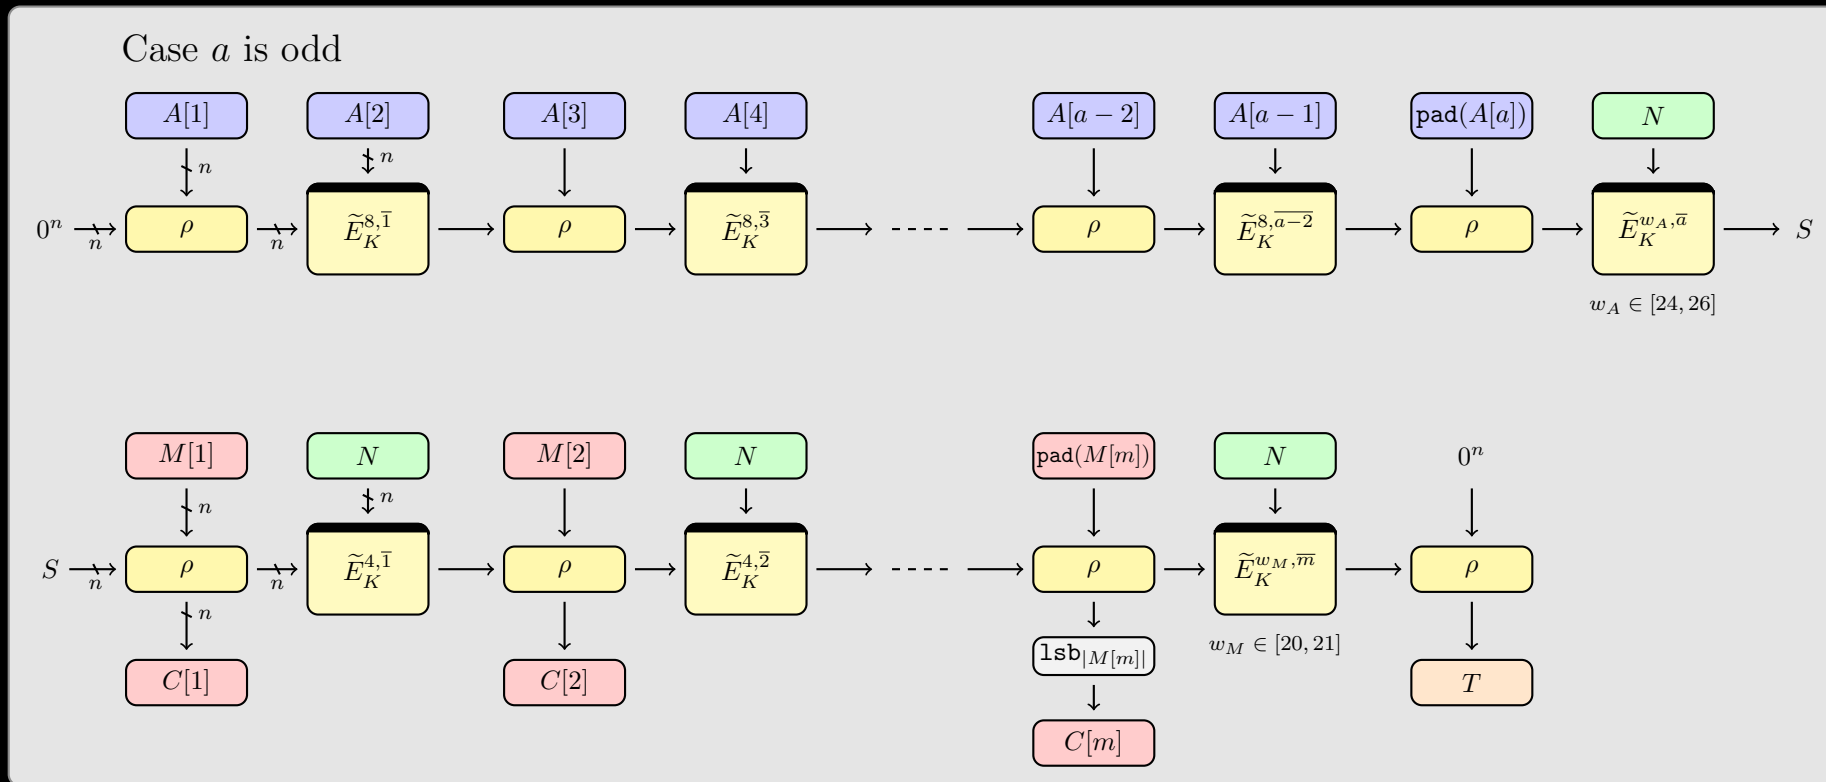 Case a is odd
A[1] A[2] A[3] A[4] A[a − 2] A[a − 1] pad(A[a]) N
n n
0ⁿ n ρ n Ẽ_K^{8,1̅} ρ Ẽ_K^{8,3̅} ρ Ẽ_K^{8,\overline{a−2}} ρ Ẽ_K^{w_A,a̅} S
w_A ∈ [24, 26]
M[1] N M[2] N pad(M[m]) N 0ⁿ
n n
S n ρ n Ẽ_K^{4,1̅} ρ Ẽ_K^{4,2̅} ρ Ẽ_K^{w_M,m̅} ρ
n
lsb_{|M[m]|} w_M ∈ [20, 21]
C[1] C[2] T
C[m]